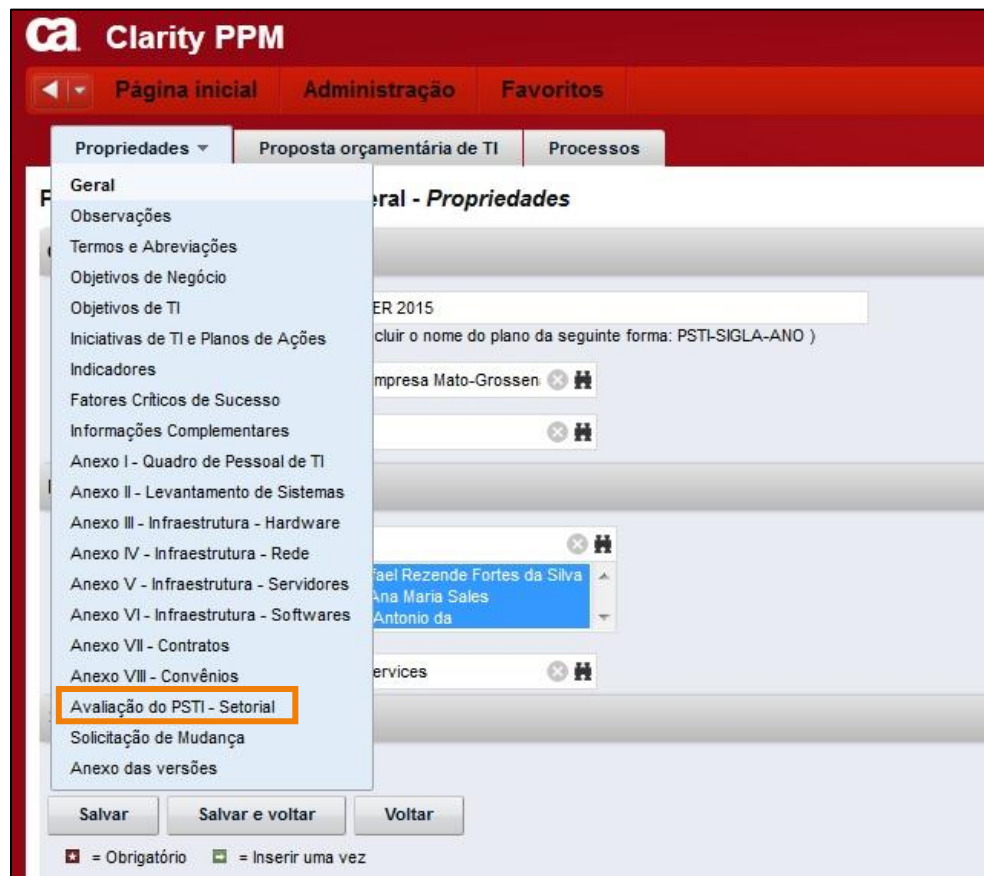 ca Clarity PPM
Página inicial Administração Favoritos
Propriedades Proposta orçamentária de TI Processos
Geral
Observações
Termos e Abreviações
Objetivos de Negócio
Objetivos de TI
Iniciativas de TI e Planos de Ações
Indicadores
Fatores Críticos de Sucesso
Informações Complementares
Anexo I - Quadro de Pessoal de TI
Anexo II - Levantamento de Sistemas
Anexo III - Infraestrutura - Hardware
Anexo IV - Infraestrutura - Rede
Anexo V - Infraestrutura - Servidores
Anexo VI - Infraestrutura - Softwares
Anexo VII - Contratos
Anexo VIII - Convênios
Avaliação do PSTI - Setorial
Solicitação de Mudança
Anexo das versões
eral - Propriedades
ER 2015
cluir o nome do plano da seguinte forma: PSTI-SIGLA-ANO )
mpresa Mato-Grossen
fael Rezende Fortes da Silva
Ana Maria Sales
Antonio da
ervices
Salvar Salvar e voltar Voltar
= Obrigatório = Inserir uma vez